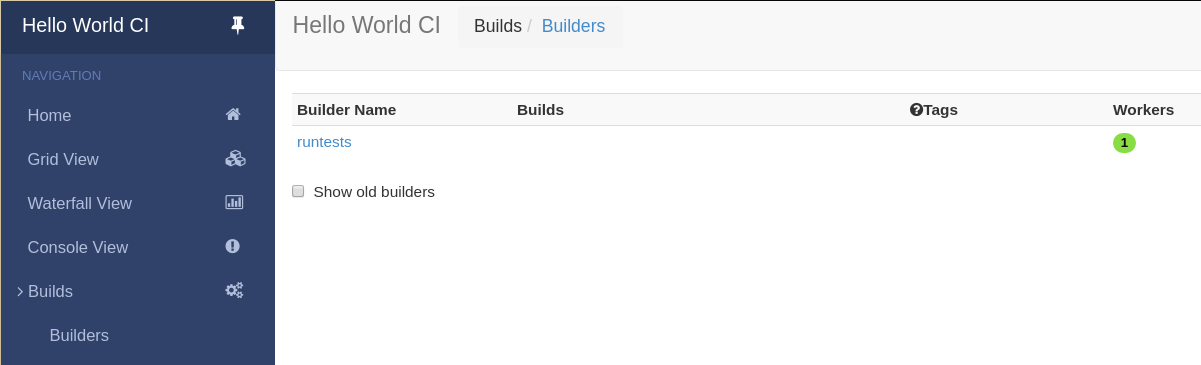 Hello World CI
NAVIGATION
Home
Grid View
Waterfall View
Console View
Builds
Builders
Hello World CI Builds / Builders
Builder Name Builds Tags Workers
runtests 1
Show old builders